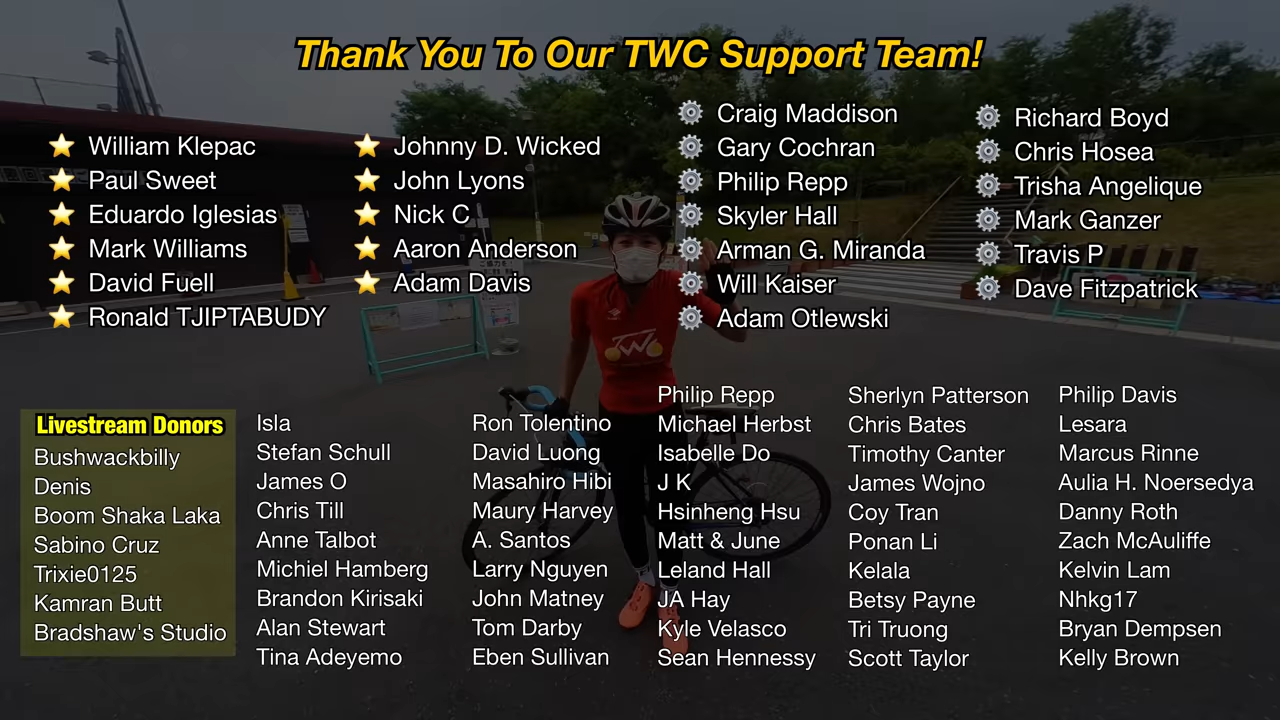 Thank You To Our TWC Support Team!
William Klepac
Paul Sweet
Eduardo Iglesias
Mark Williams
David Fuell
Ronald TJIPTABUDY
Johnny D. Wicked
John Lyons
Nick C
Aaron Anderson
Adam Davis
Craig Maddison
Gary Cochran
Philip Repp
Skyler Hall
Arman G. Miranda
Will Kaiser
Adam Otlewski
Richard Boyd
Chris Hosea
Trisha Angelique
Mark Ganzer
Travis P
Dave Fitzpatrick
TW
Livestream Donors
Bushwackbilly
Denis
Boom Shaka Laka
Sabino Cruz
Trixie0125
Kamran Butt
Bradshaw's Studio
Isla
Stefan Schull
James O
Chris Till
Anne Talbot
Michiel Hamberg
Brandon Kirisaki
Alan Stewart
Tina Adeyemo
Ron Tolentino
David Luong
Masahiro Hibi
Maury Harvey
A. Santos
Larry Nguyen
John Matney
Tom Darby
Eben Sullivan
Philip Repp
Michael Herbst
Isabelle Do
J K
Hsinheng Hsu
Matt & June
Leland Hall
JA Hay
Kyle Velasco
Sean Hennessy
Sherlyn Patterson
Chris Bates
Timothy Canter
James Wojno
Coy Tran
Ponan Li
Kelala
Betsy Payne
Tri Truong
Scott Taylor
Philip Davis
Lesara
Marcus Rinne
Aulia H. Noersedya
Danny Roth
Zach McAuliffe
Kelvin Lam
Nhkg17
Bryan Dempsen
Kelly Brown